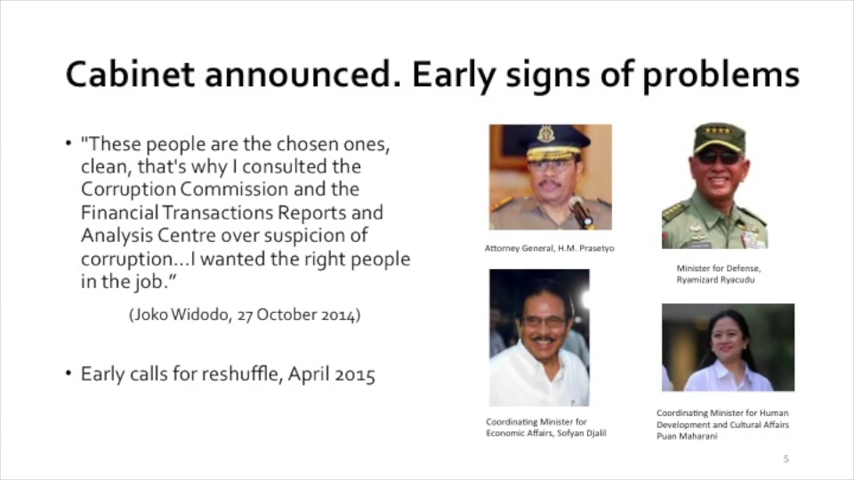 Cabinet announced. Early signs of problems
• "These people are the chosen ones,
clean, that's why I consulted the
Corruption Commission and the
Financial Transactions Reports and
Analysis Centre over suspicion of
corruption...I wanted the right people
in the job.”
(Joko Widodo, 27 October 2014)
• Early calls for reshuffle, April 2015
Attorney General, H.M. Prasetyo
Minister for Defense,
Ryamizard Ryacudu
Coordinating Minister for
Economic Affairs, Sofyan Djalil
Coordinating Minister for Human
Development and Cultural Affairs
Puan Maharani
5